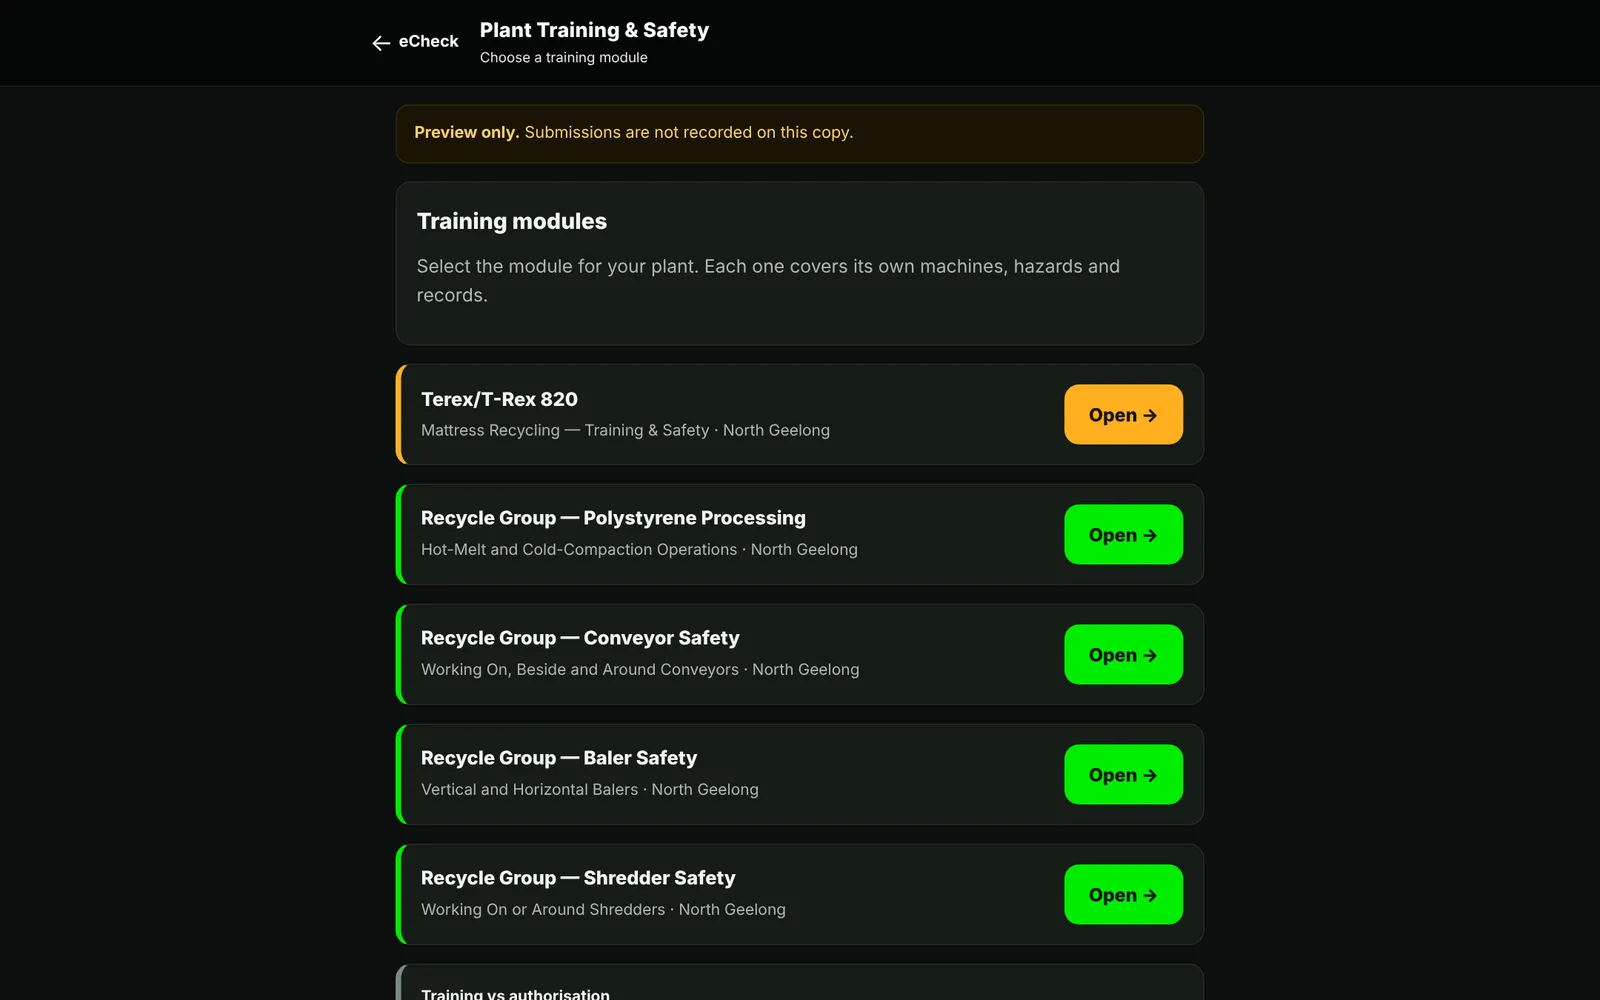 ← eCheck
Plant Training & Safety
Choose a training module
Preview only. Submissions are not recorded on this copy.
Training modules
Select the module for your plant. Each one covers its own machines, hazards and
records.
Terex/T-Rex 820
Mattress Recycling — Training & Safety · North Geelong
Open →
Recycle Group — Polystyrene Processing
Hot-Melt and Cold-Compaction Operations · North Geelong
Open →
Recycle Group — Conveyor Safety
Working On, Beside and Around Conveyors · North Geelong
Open →
Recycle Group — Baler Safety
Vertical and Horizontal Balers · North Geelong
Open →
Recycle Group — Shredder Safety
Working On or Around Shredders · North Geelong
Open →
Training vs authorisation